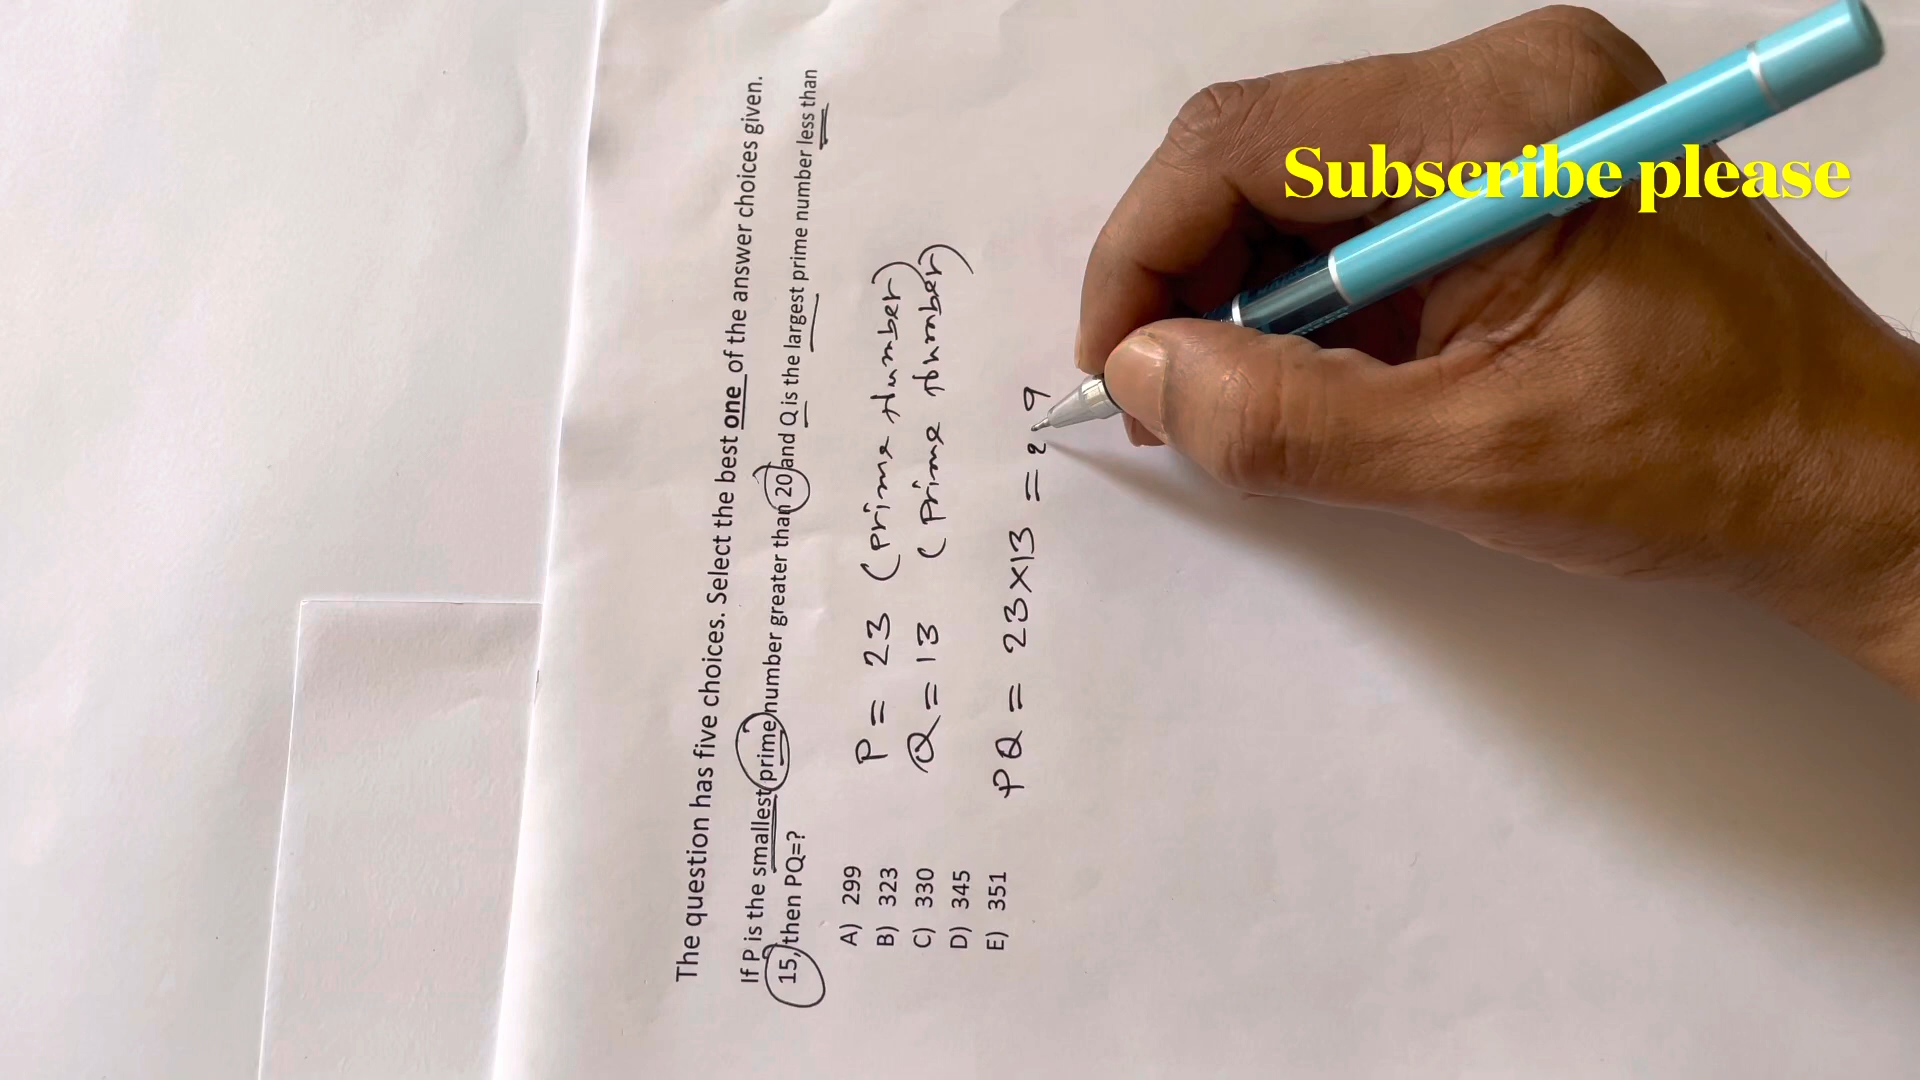 The question has five choices. Select the best one of the answer choices given.
If P is the smallest prime number greater than 20 and Q is the largest prime number less than
15, then PQ=?
A) 299
B) 323
C) 330
D) 345
E) 351
P = 23 (Prime Number)
Q = 13 (Prime Number)
PQ = 23×13 = 2 9
Subscribe please